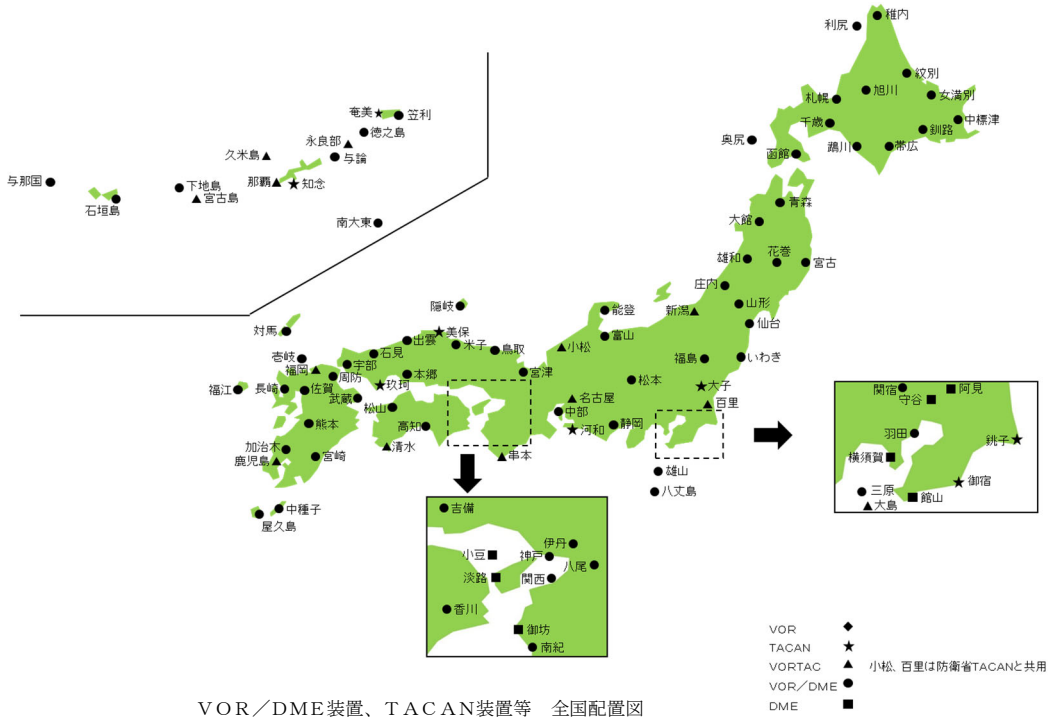 稚内
利尻
紋別
旭川
女満別
札幌
中標津
千歳
釧路
奥尻
函館
鵡川
帯広
青森
大館
花巻
雄和
宮古
庄内
山形
新潟
仙台
福島
いわき
大子
百里
能登
富山
小松
松本
名古屋
中部
静岡
河和
雄山
八丈島
隠岐
美保
出雲
米子
鳥取
石見
宮津
対馬
壱岐
宇部
福岡
周防
本郷
玖珂
福江
長崎
佐賀
武蔵
松山
高知
熊本
清水
串本
加治木
鹿児島
宮崎
中種子
屋久島
奄美
笠利
徳之島
永良部
与論
久米島
那覇
知念
与那国
石垣島
下地島
宮古島
南大東
関宿
阿見
守谷
羽田
銚子
横須賀
御宿
三原
館山
大島
吉備
伊丹
小豆
神戸
八尾
淡路
関西
香川
御坊
南紀
VOR
TACAN
VORTAC 小松、百里は防衛省TACANと共用
VOR/DME
DME
VOR/DME装置、TACAN装置等 全国配置図